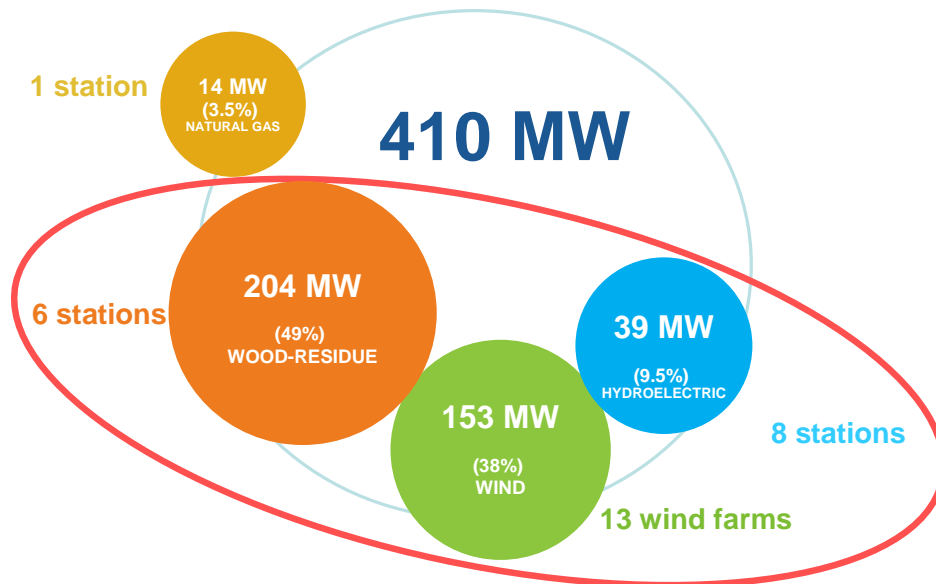 1 station
14 MW
(3.5%)
NATURAL GAS
410 MW
6 stations
204 MW
(49%)
WOOD-RESIDUE
39 MW
(9.5%)
HYDROELECTRIC
8 stations
153 MW
(38%)
WIND
13 wind farms